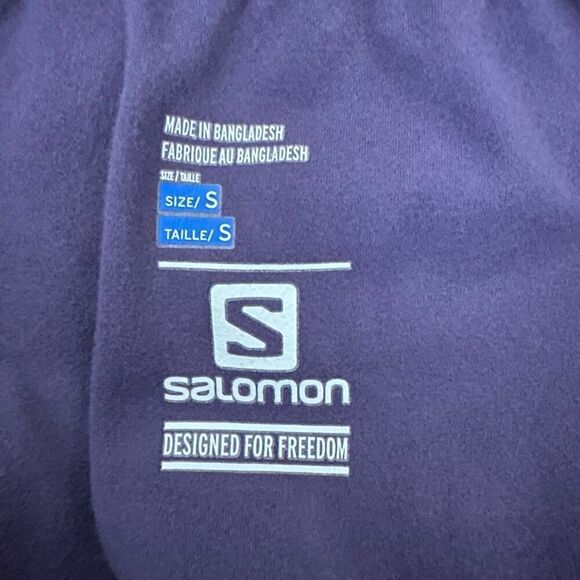 MADE IN BANGLADESH
FABRIQUE AU BANGLADESH
SIZE / TAILLE
SIZE/ S
TAILLE/ S
S
SALOMON
DESIGNED FOR FREEDOM